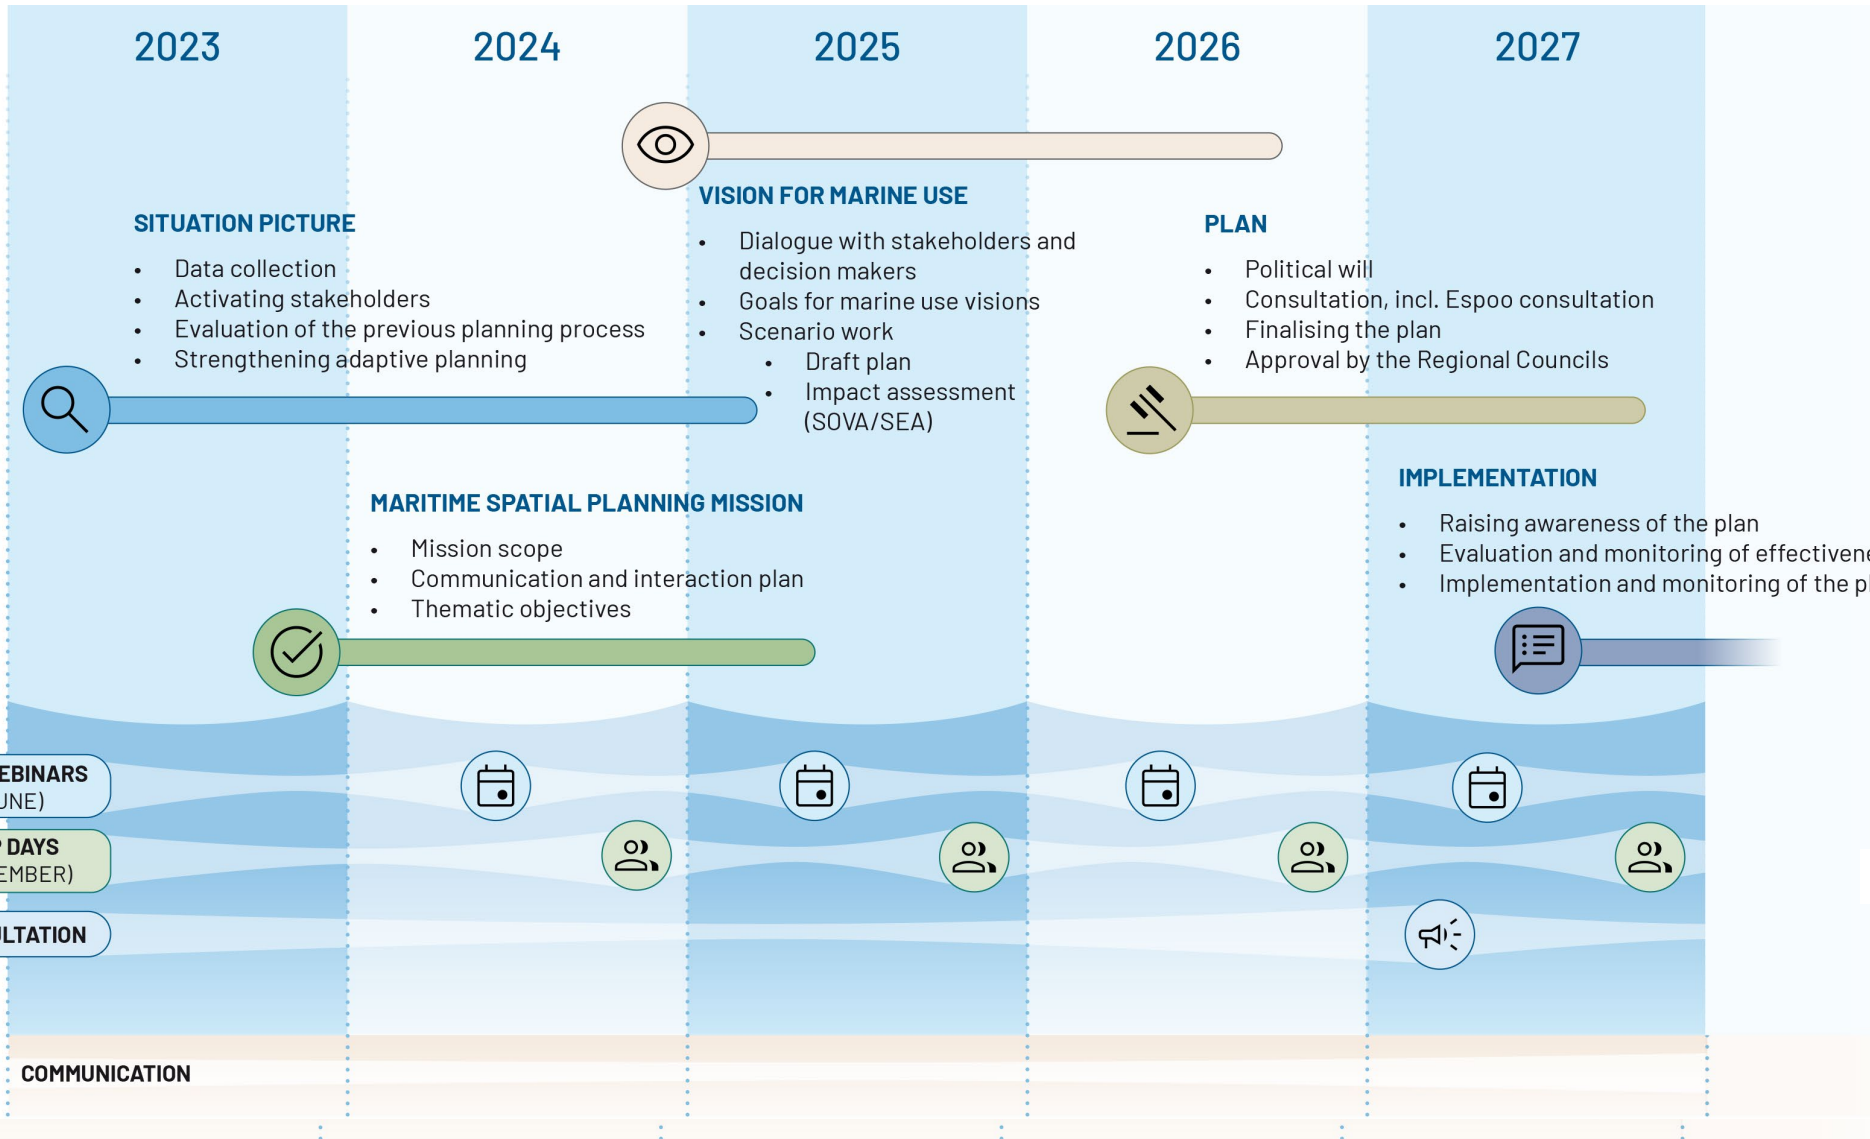 2023
2024
2025
2026
2027
VISION FOR MARINE USE
• Dialogue with stakeholders and
decision makers
• Goals for marine use visions
• Scenario work
• Draft plan
• Impact assessment
(SOVA/SEA)
SITUATION PICTURE
• Data collection
• Activating stakeholders
• Evaluation of the previous planning process
• Strengthening adaptive planning
PLAN
• Political will
• Consultation, incl. Espoo consultation
• Finalising the plan
• Approval by the Regional Councils
MARITIME SPATIAL PLANNING MISSION
• Mission scope
• Communication and interaction plan
• Thematic objectives
IMPLEMENTATION
• Raising awareness of the plan
• Evaluation and monitoring of effectivene
• Implementation and monitoring of the p
EBINARS
UNE)
DAYS
EMBER)
ULTATION
COMMUNICATION